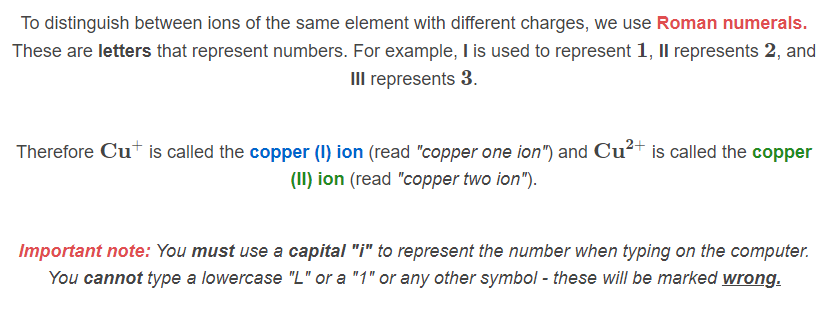 To distinguish between ions of the same element with different charges, we use Roman numerals.
These are letters that represent numbers. For example, I is used to represent 1, II represents 2, and
III represents 3.
Therefore Cu⁺ is called the copper (I) ion (read "copper one ion") and Cu²⁺ is called the copper
(II) ion (read "copper two ion").
Important note: You must use a capital "i" to represent the number when typing on the computer.
You cannot type a lowercase "L" or a "1" or any other symbol - these will be marked wrong.